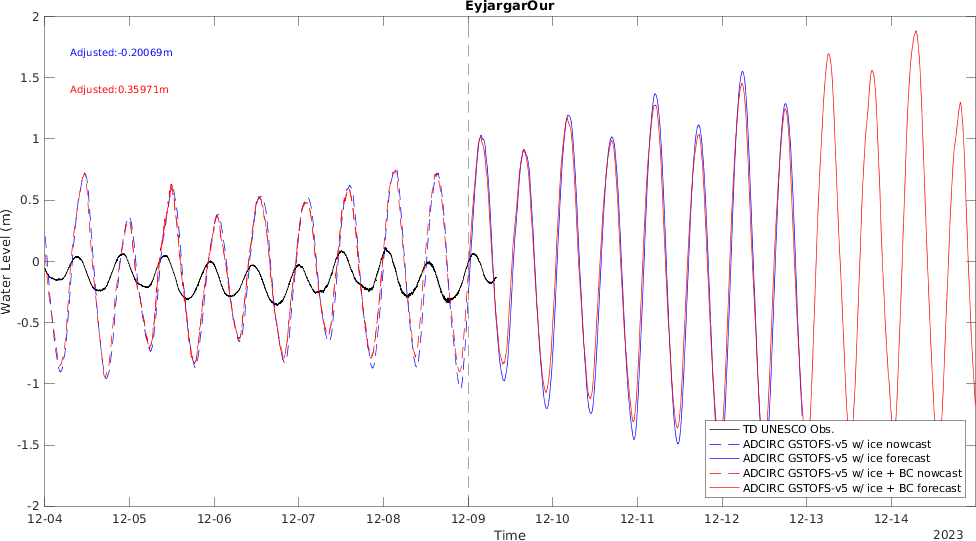 EyjargarOur
Adjusted:-0.20069m
Adjusted:0.35971m
Water Level (m)
2
1.5
1
0.5
0
-0.5
-1
-1.5
-2
TD UNESCO Obs.
ADCIRC GSTOFS-v5 w/ ice nowcast
ADCIRC GSTOFS-v5 w/ ice forecast
ADCIRC GSTOFS-v5 w/ ice + BC nowcast
ADCIRC GSTOFS-v5 w/ ice + BC forecast
12-04 12-05 12-06 12-07 12-08 12-09 12-10 12-11 12-12 12-13 12-14
Time
2023